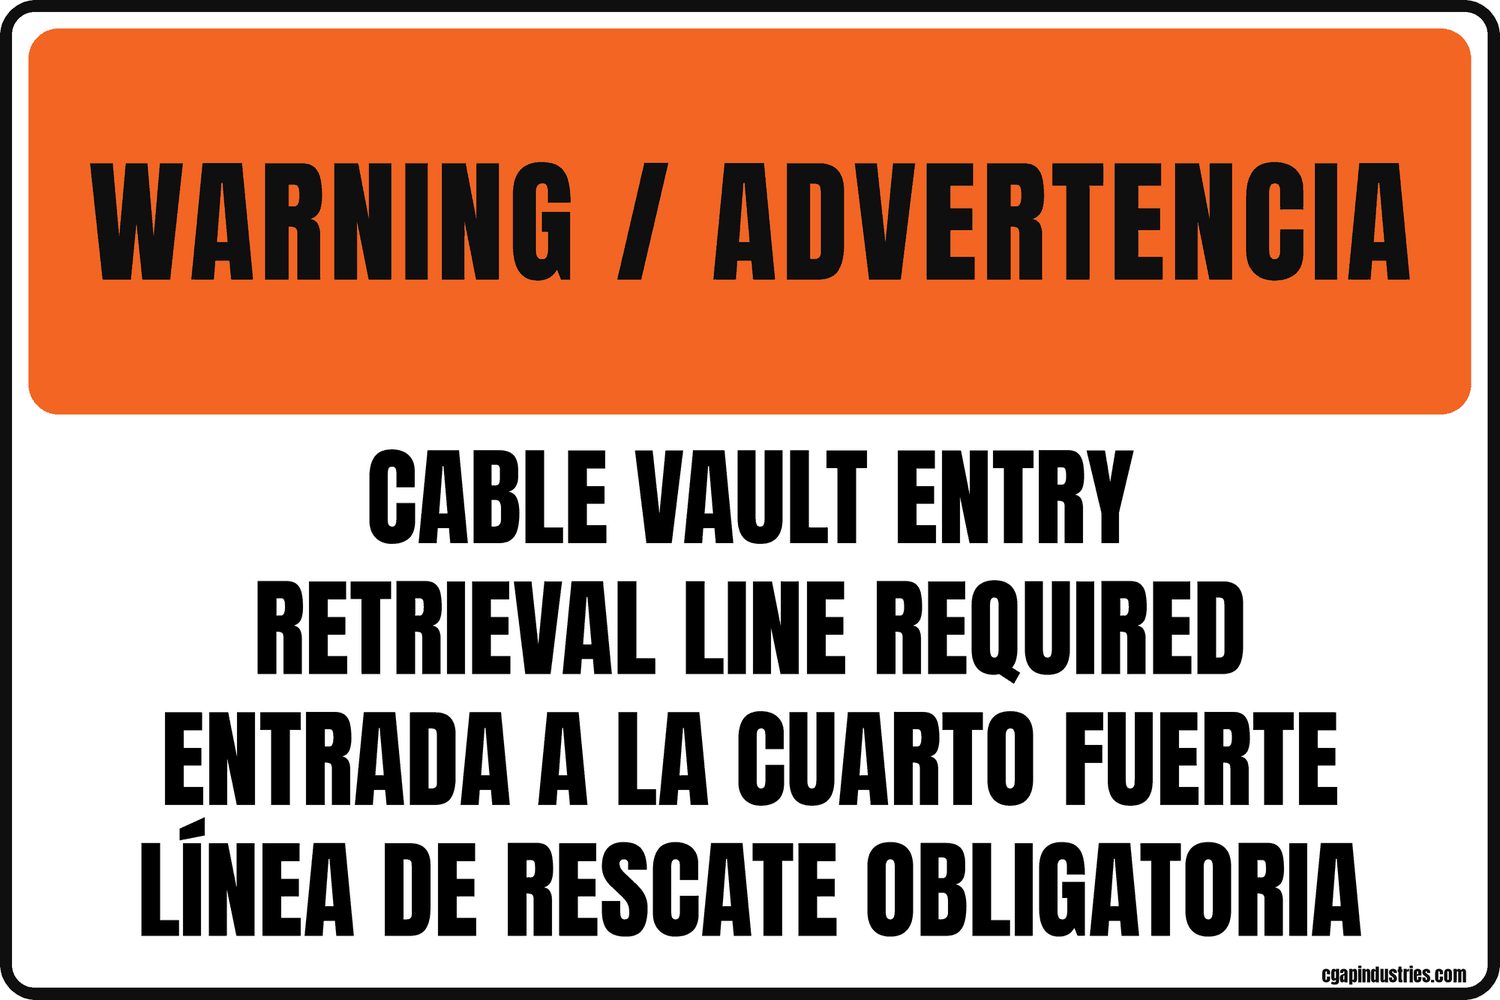 WARNING / ADVERTENCIA
CABLE VAULT ENTRY
RETRIEVAL LINE REQUIRED
ENTRADA A LA CUARTO FUERTE
LÍNEA DE RESCATE OBLIGATORIA
cgapindustries.com